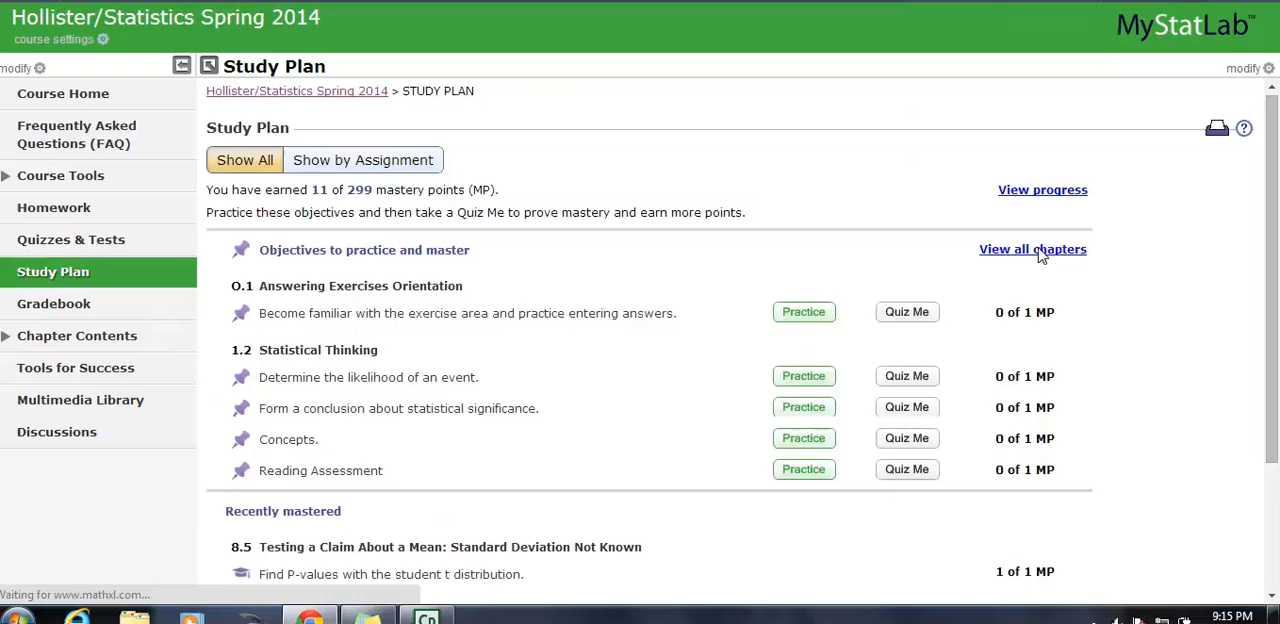 Hollister/Statistics Spring 2014
course settings
MyStatLab™
modify
Study Plan
modify
Course Home
Frequently Asked
Questions (FAQ)
Course Tools
Homework
Quizzes & Tests
Study Plan
Gradebook
Chapter Contents
Tools for Success
Multimedia Library
Discussions
Hollister/Statistics Spring 2014 > STUDY PLAN
Study Plan
?
Show All Show by Assignment
You have earned 11 of 299 mastery points (MP). View progress
Practice these objectives and then take a Quiz Me to prove mastery and earn more points.
Objectives to practice and master View all chapters
O.1 Answering Exercises Orientation
Become familiar with the exercise area and practice entering answers. Practice Quiz Me 0 of 1 MP
1.2 Statistical Thinking
Determine the likelihood of an event. Practice Quiz Me 0 of 1 MP
Form a conclusion about statistical significance. Practice Quiz Me 0 of 1 MP
Concepts. Practice Quiz Me 0 of 1 MP
Reading Assessment Practice Quiz Me 0 of 1 MP
Recently mastered
8.5 Testing a Claim About a Mean: Standard Deviation Not Known
Find P-values with the student t distribution. 1 of 1 MP
Waiting for www.mathxl.com...
Cp
9:15 PM